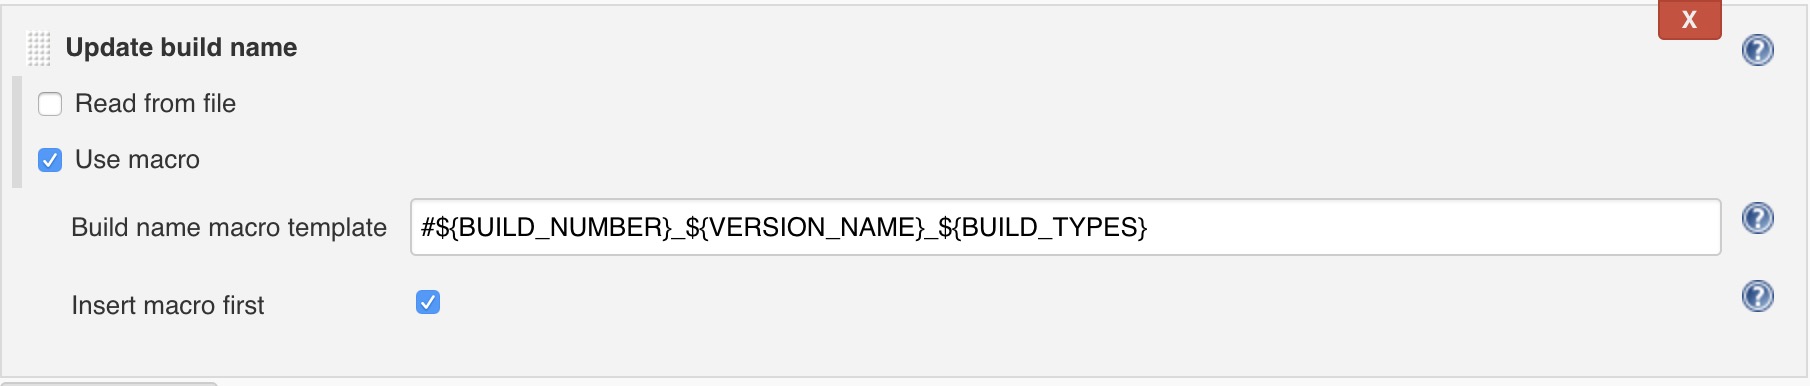 X
Update build name
?
Read from file
Use macro
Build name macro template #${BUILD_NUMBER}_${VERSION_NAME}_${BUILD_TYPES} ?
Insert macro first ?